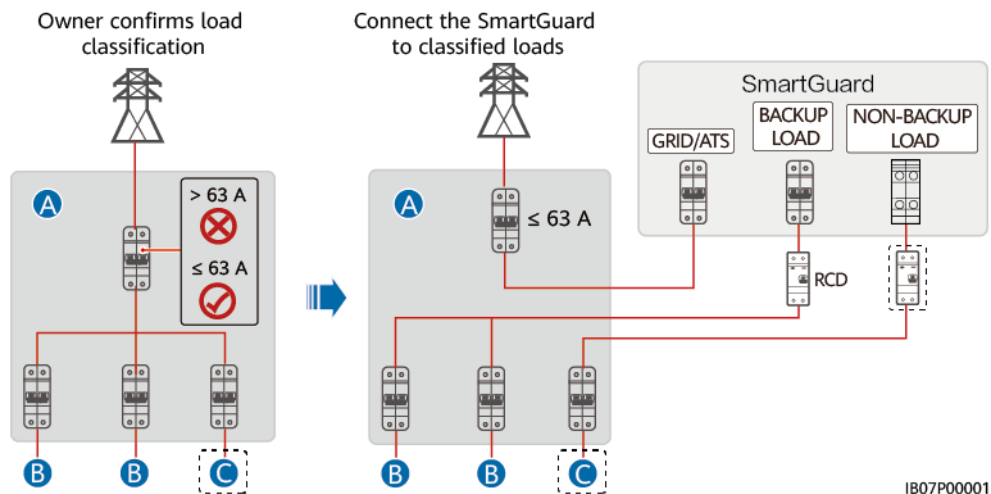 Owner confirms load
classification
Connect the SmartGuard
to classified loads
A
> 63 A
≤ 63 A
B
B
C
A
≤ 63 A
B
B
C
SmartGuard
GRID/ATS
BACKUP
LOAD
NON-BACKUP
LOAD
RCD
IB07P00001